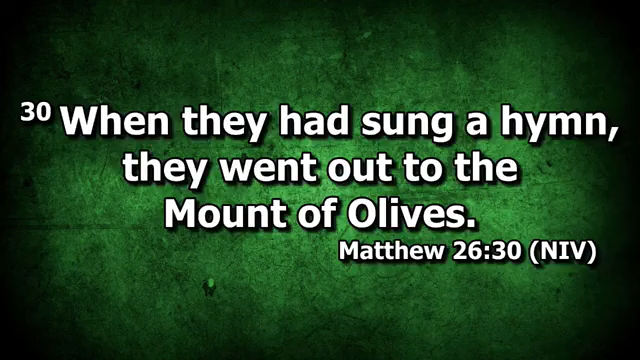 30 When they had sung a hymn,
they went out to the
Mount of Olives.
Matthew 26:30 (NIV)